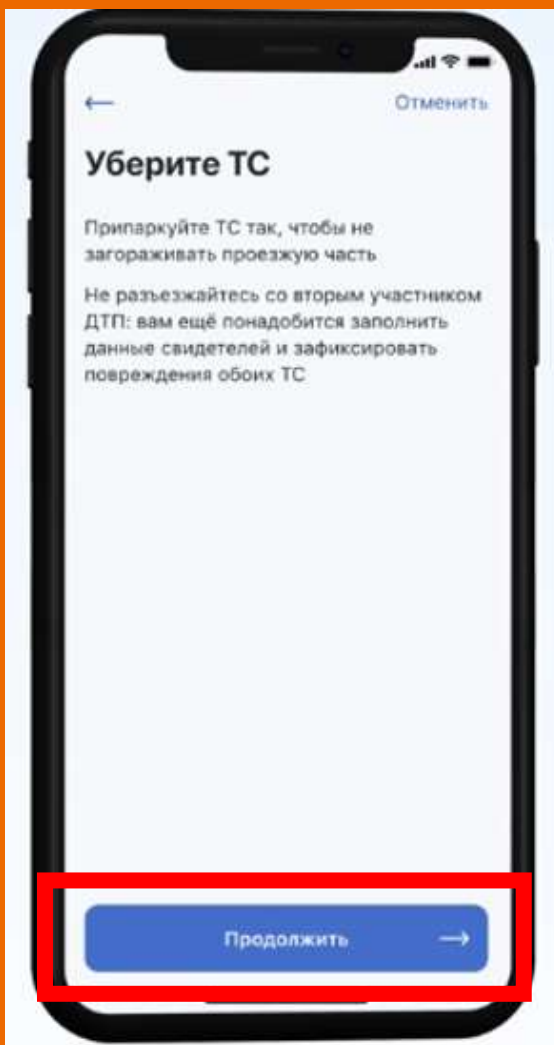 Отменить
Уберите ТС
Припаркуйте ТС так, чтобы не
загораживать проезжую часть
Не разъезжайтесь со вторым участником
ДТП: вам ещё понадобится заполнить
данные свидетелей и зафиксировать
повреждения обоих ТС
Продолжить